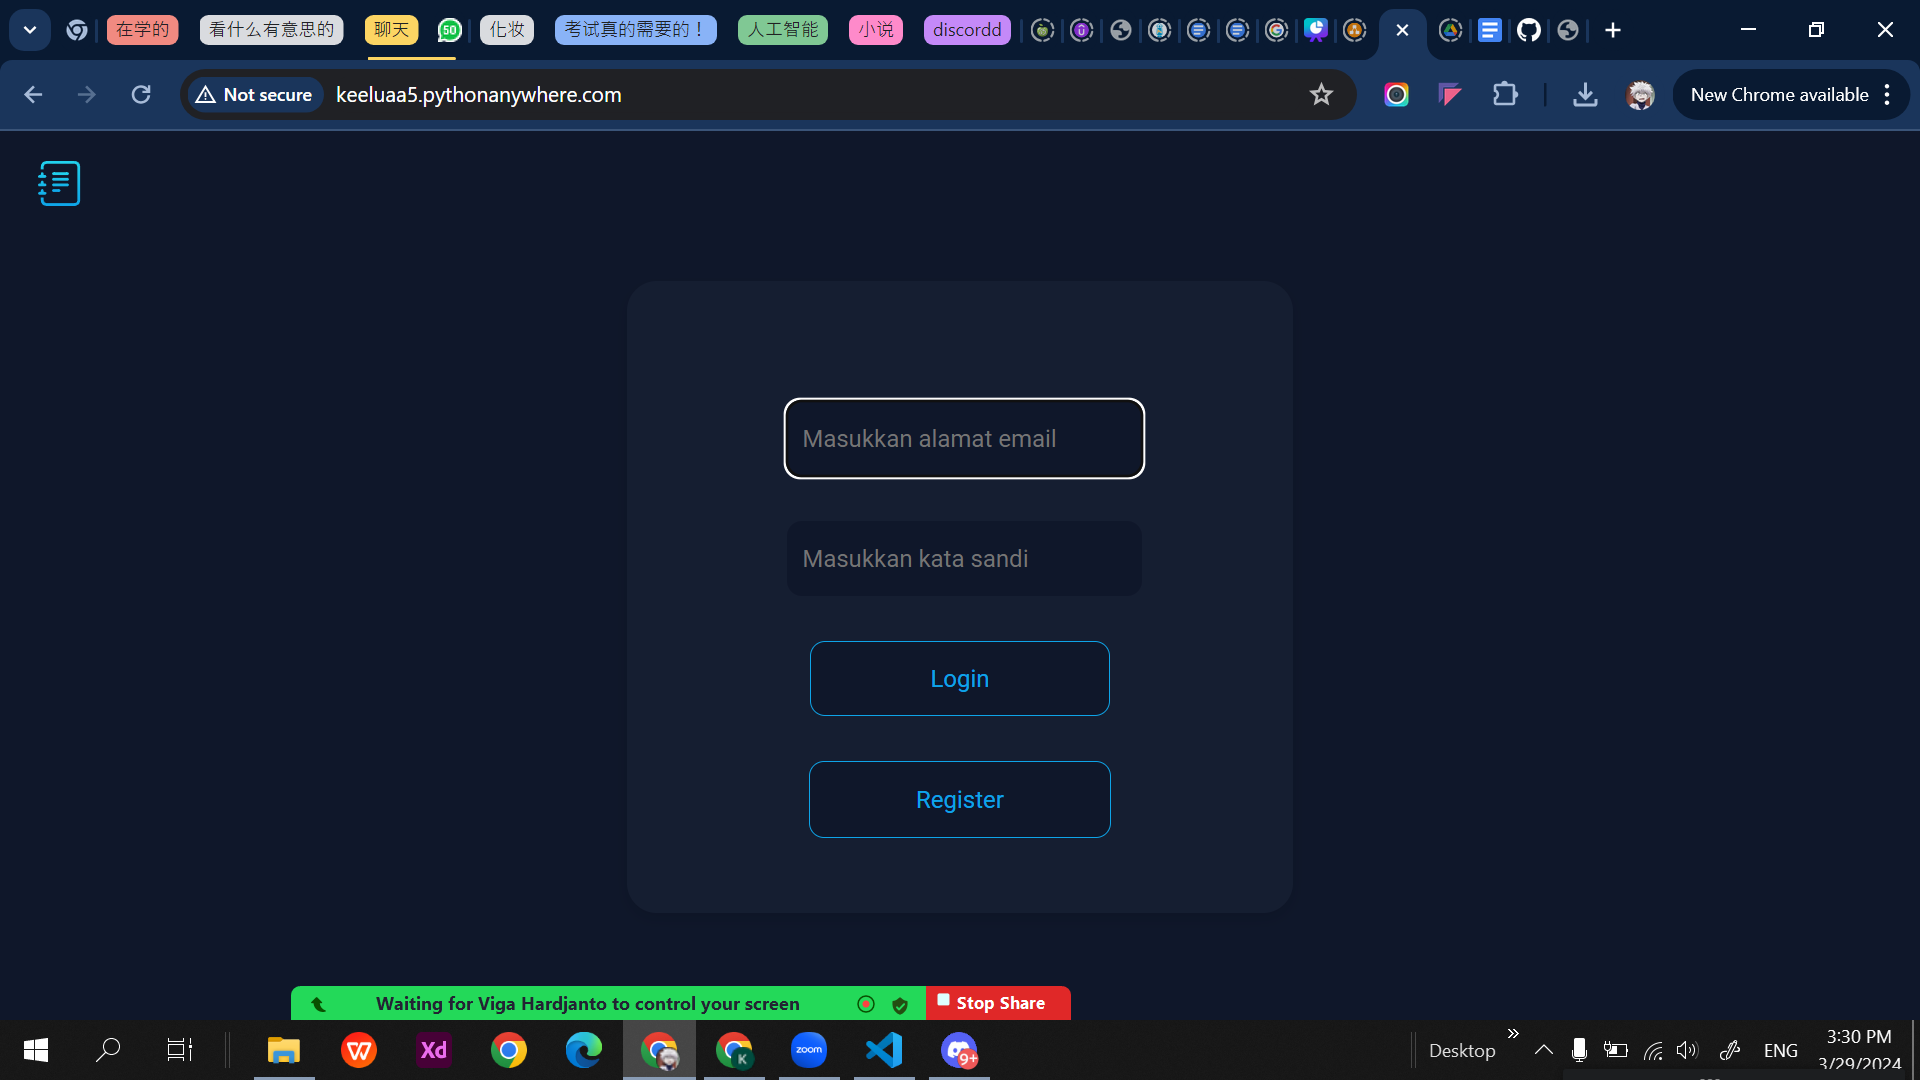 在学的
看什么有意思的
聊天
50
化妆
考试真的需要的！
人工智能
小说
discordd
Not secure
keeluaa5.pythonanywhere.com
New Chrome available
Masukkan alamat email
Masukkan kata sandi
Login
Register
Waiting for Viga Hardjanto to control your screen
Stop Share
W
Xd
K
zoom
9+
Desktop
ENG
3:30 PM
3/29/2024